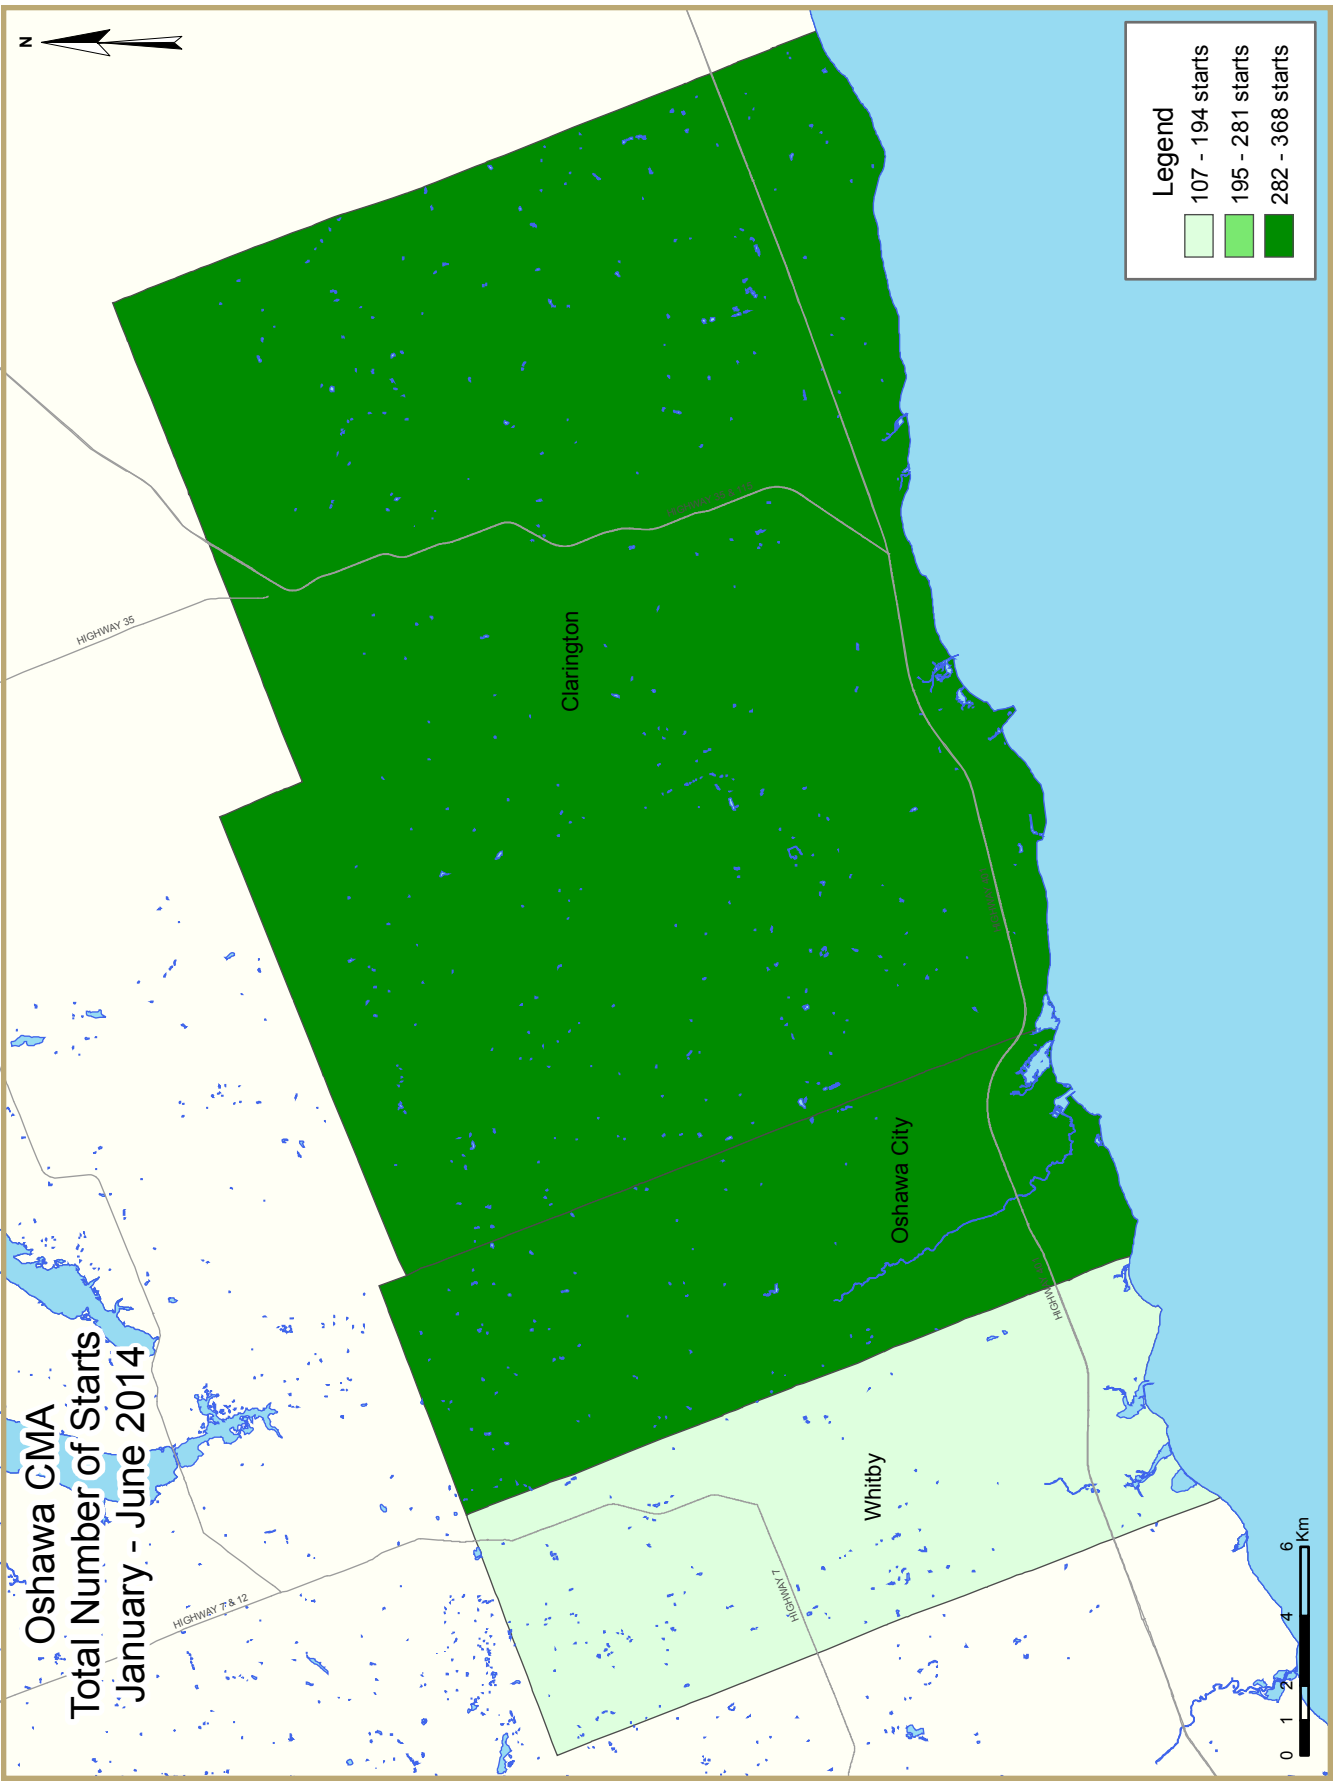 Oshawa CMA
Total Number of Starts
January - June 2014
N
HIGHWAY 7 & 12
HIGHWAY 35
HIGHWAY 7
Clarington
Oshawa City
Whitby
Legend
107 - 194 starts
195 - 281 starts
282 - 368 starts
0 1 2 4 6
Km